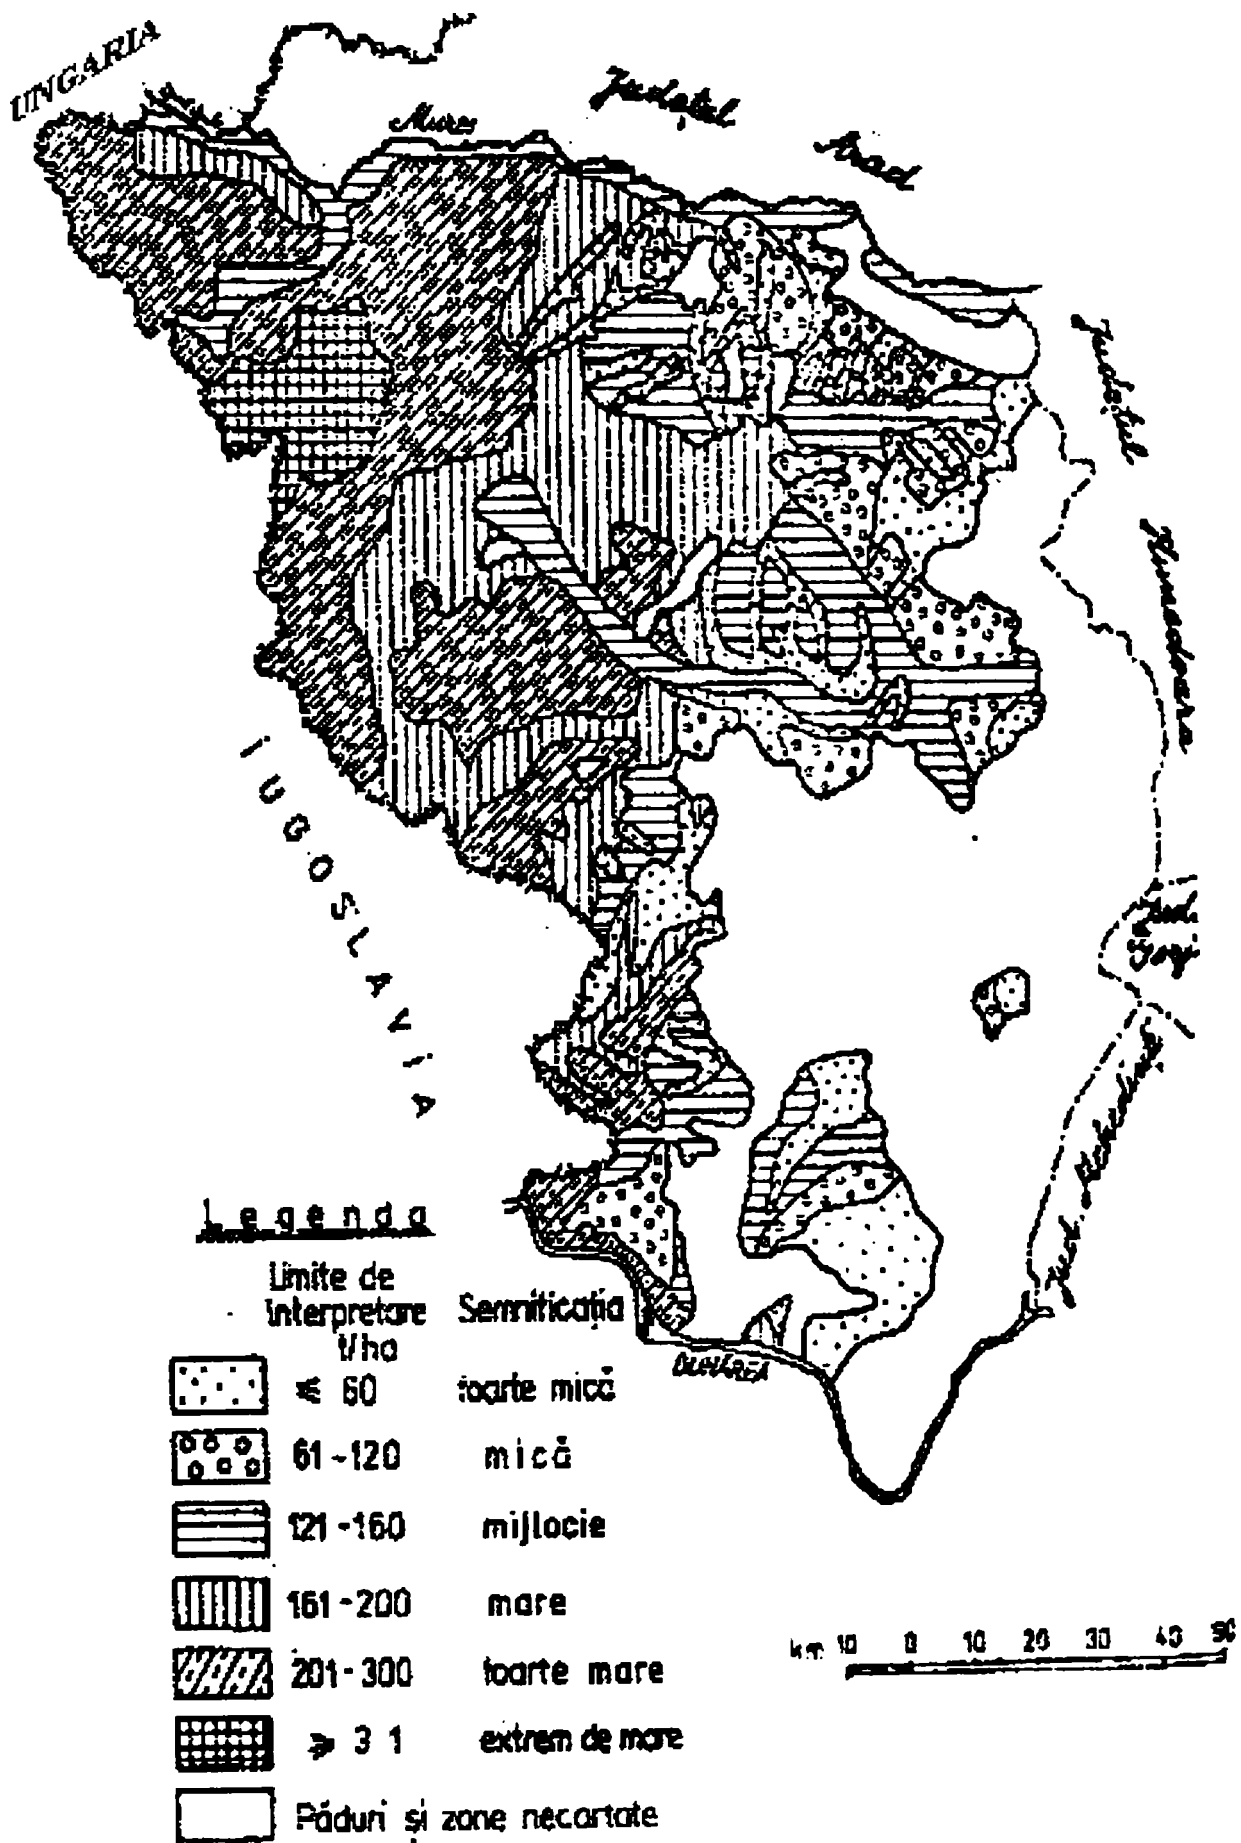 UNGARIA
Mureș
Județul
Arad
Județul
Hunedoara
IUGOSLAVIA
Jud.
Jud. Mehedinți
DUNĂREA
Legenda
Limite de
Interpretare Semnificația
t/ha
≤ 60 foarte mică
61-120 mică
121-160 mijlocie
161-200 mare
201-300 foarte mare
≥ 3 1 extrem de mare
Păduri și zone necartate
km 10 0 10 20 30 40 50